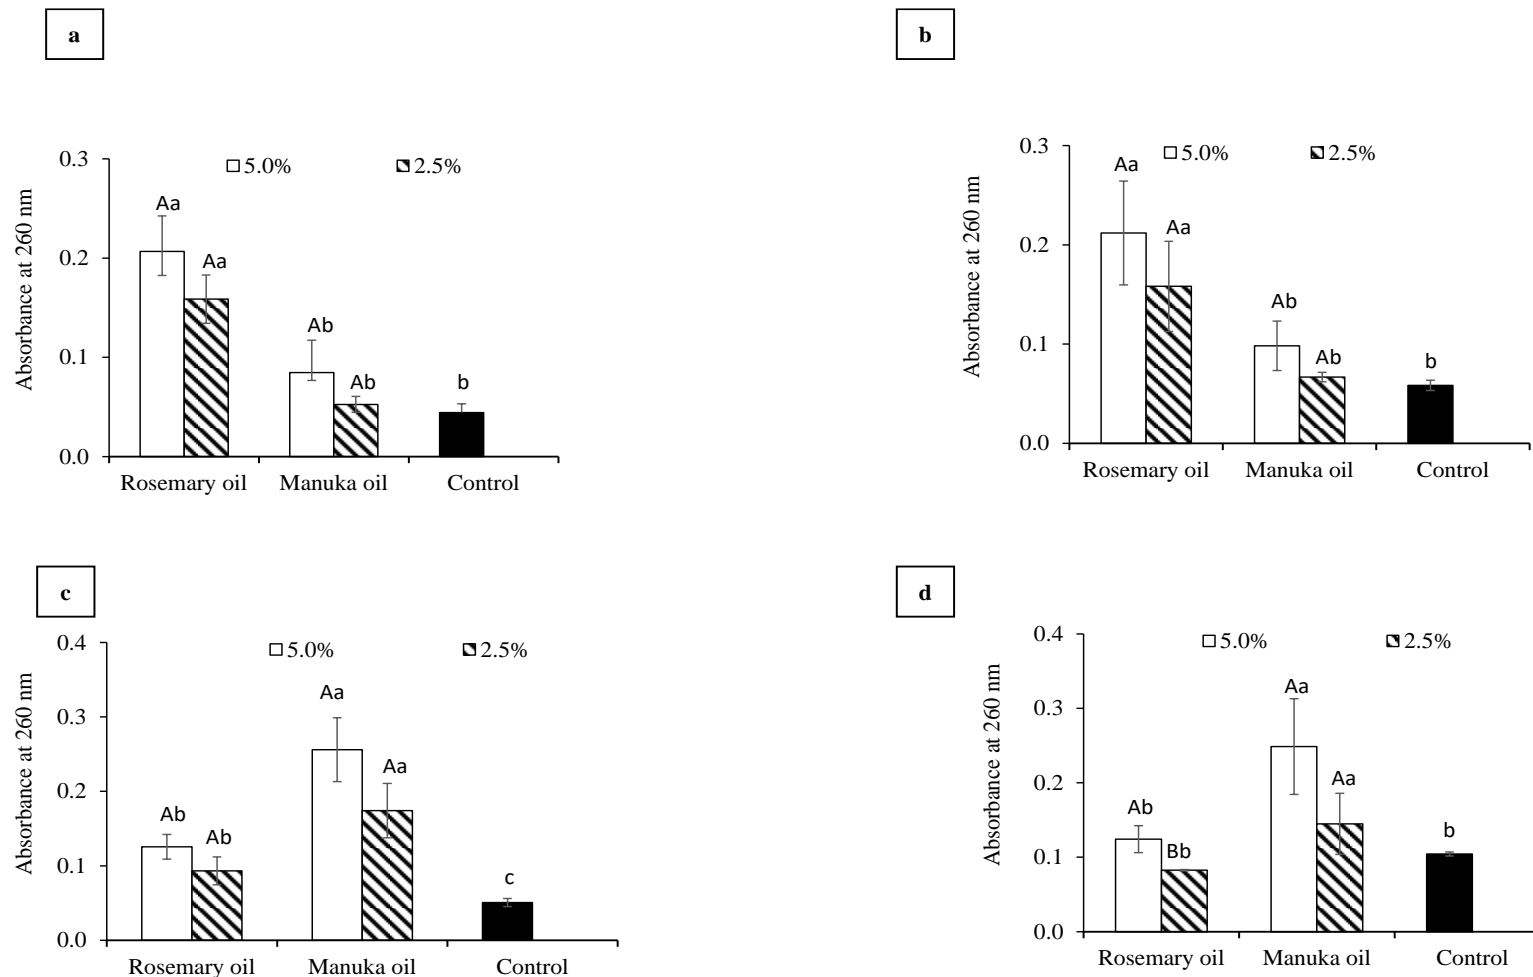 a
0.3
0.2
0.1
0.0
Absorbance at 260 nm
5.0%
2.5%
Aa
Aa
Ab
Ab
b
Rosemary oil
Manuka oil
Control
b
0.3
0.2
0.1
0.0
Absorbance at 260 nm
5.0%
2.5%
Aa
Aa
Ab
Ab
b
Rosemary oil
Manuka oil
Control
c
0.4
0.3
0.2
0.1
0.0
Absorbance at 260 nm
5.0%
2.5%
Ab
Ab
Aa
Aa
c
Rosemary oil
Manuka oil
Control
d
0.4
0.3
0.2
0.1
0.0
Absorbance at 260 nm
5.0%
2.5%
Ab
Bb
Aa
Aa
b
Rosemary oil
Manuka oil
Control